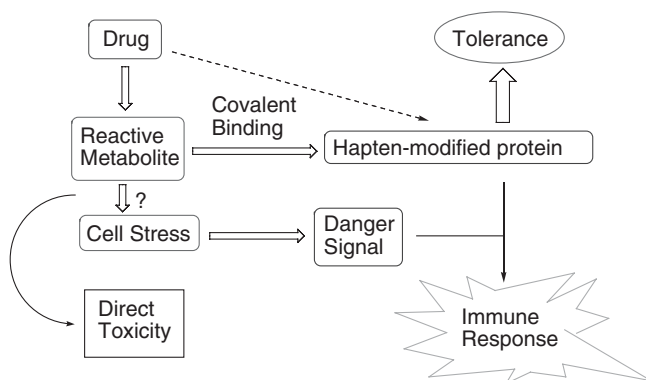 Drug
Tolerance
Covalent
Binding
Reactive
Metabolite
Hapten-modified protein
?
Cell Stress
Danger
Signal
Direct
Toxicity
Immune
Response